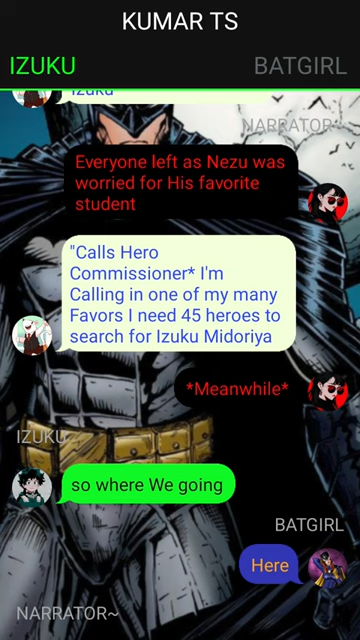 KUMAR TS
IZUKU
BATGIRL
Izuku
NARRATOR~
Everyone left as Nezu was
worried for His favorite
student
"Calls Hero
Commissioner* I'm
Calling in one of my many
Favors I need 45 heroes to
search for Izuku Midoriya
*Meanwhile*
IZUKU
so where We going
BATGIRL
Here
NARRATOR~